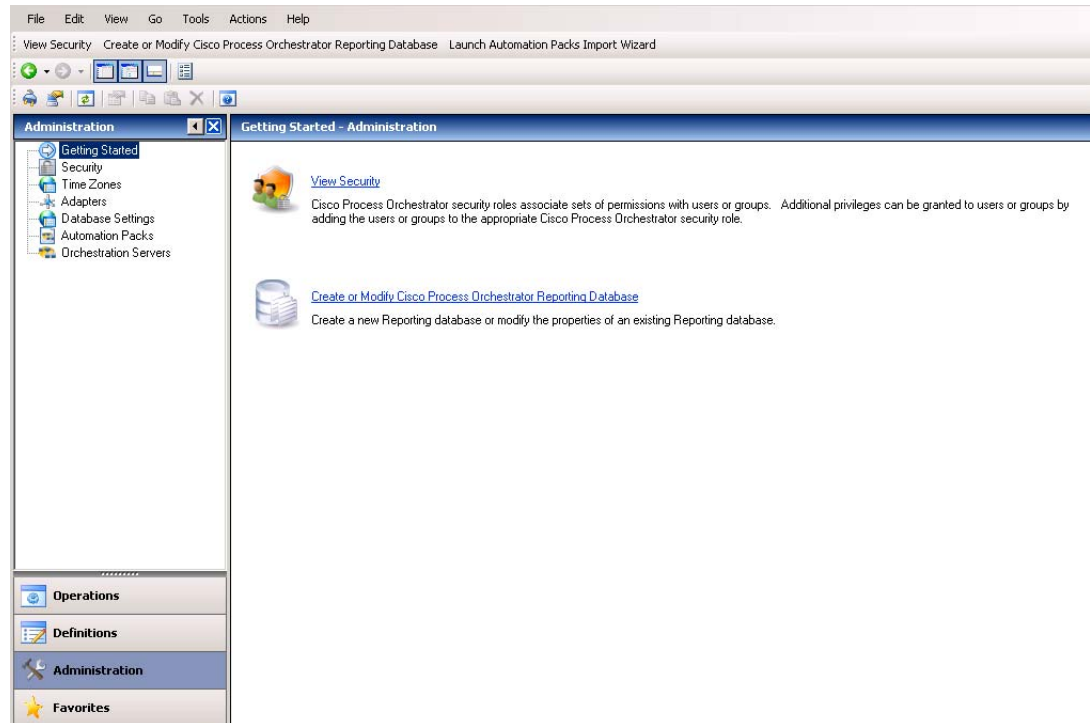 File Edit View Go Tools Actions Help
View Security Create or Modify Cisco Process Orchestrator Reporting Database Launch Automation Packs Import Wizard
Administration
Getting Started
Security
Time Zones
Adapters
Database Settings
Automation Packs
Orchestration Servers
Operations
Definitions
Administration
Favorites
Getting Started - Administration
View Security
Cisco Process Orchestrator security roles associate sets of permissions with users or groups. Additional privileges can be granted to users or groups by
adding the users or groups to the appropriate Cisco Process Orchestrator security role.
Create or Modify Cisco Process Orchestrator Reporting Database
Create a new Reporting database or modify the properties of an existing Reporting database.